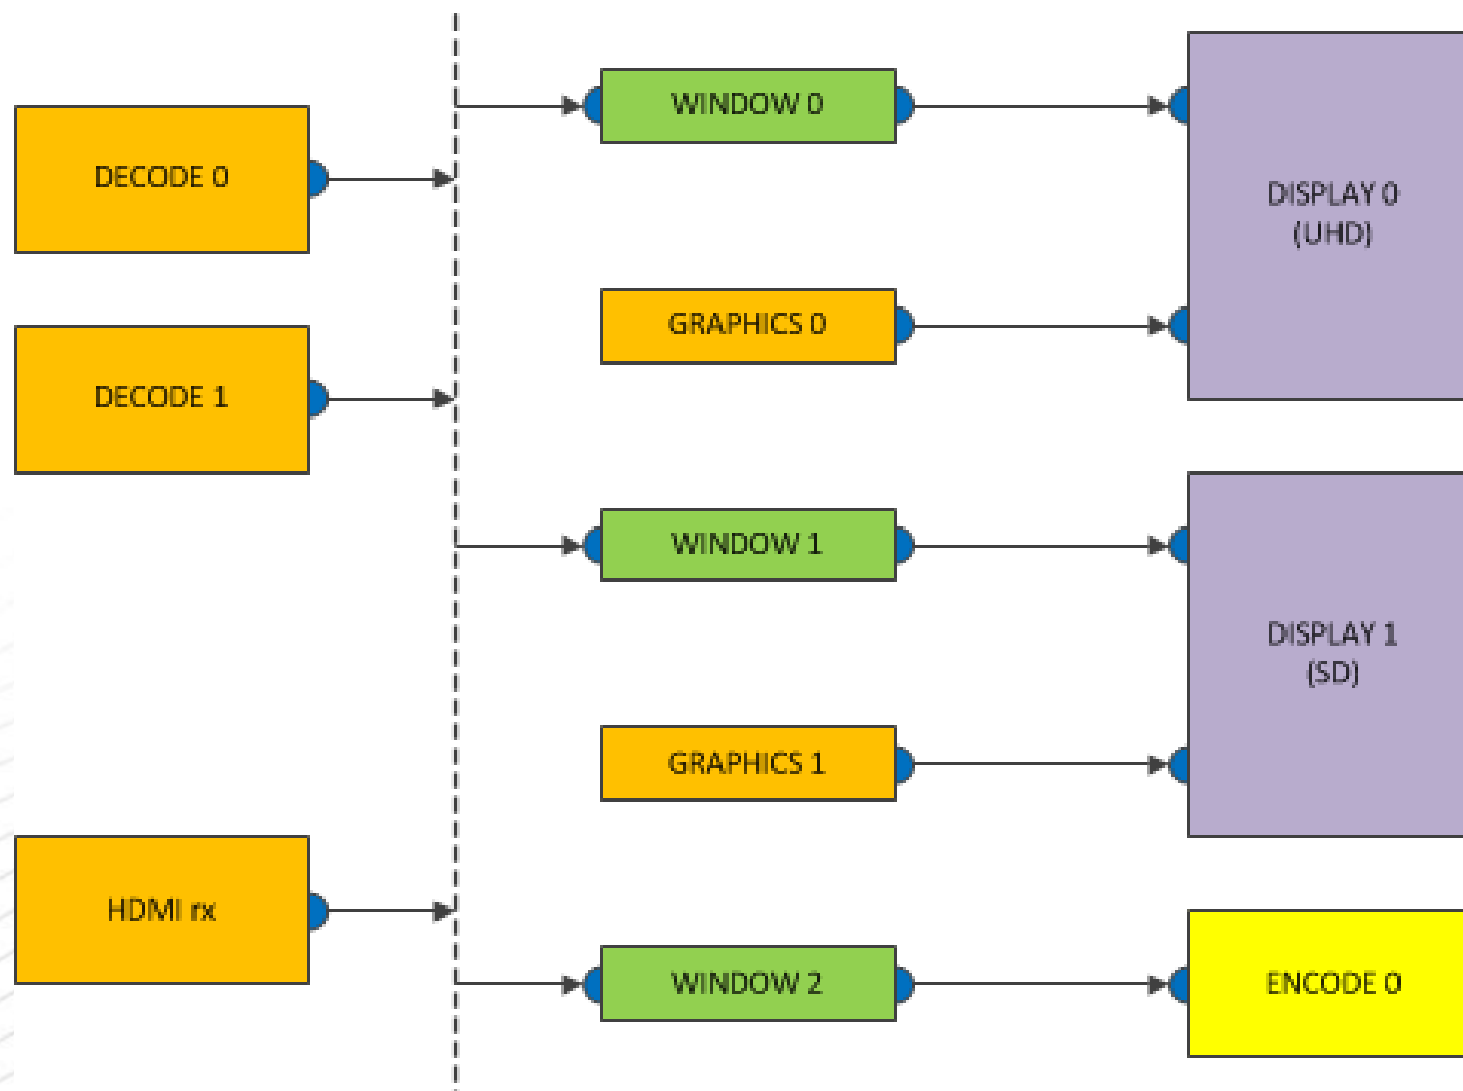 WINDOW 0
DECODE 0
DISPLAY 0
(UHD)
GRAPHICS 0
DECODE 1
WINDOW 1
DISPLAY 1
(SD)
GRAPHICS 1
HDMI rx
WINDOW 2
ENCODE 0